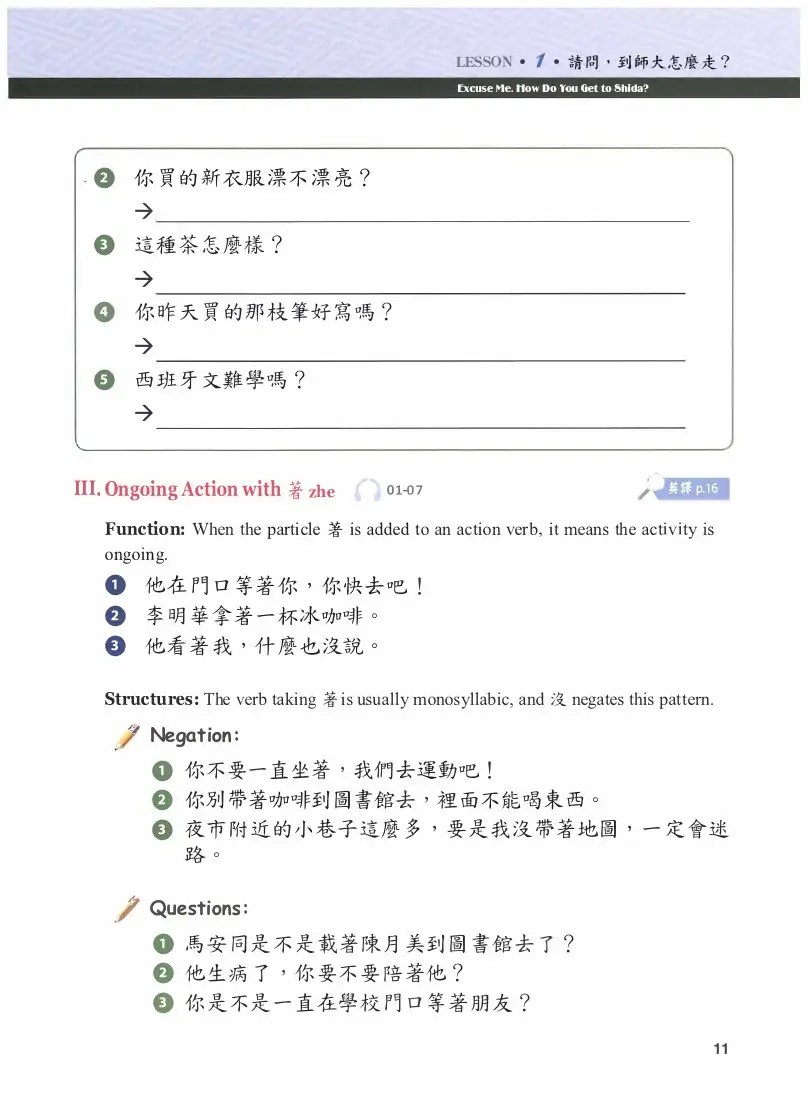 LESSON • 1 • 請問，到師大怎麼走？
Excuse Me. How Do You Get to Shida?
2 你買的新衣服漂不漂亮？
→
3 這種茶怎麼樣？
→
4 你昨天買的那枝筆好寫嗎？
→
5 西班牙文難學嗎？
→
III. Ongoing Action with 著 zhe 01-07 英譯 p.16
Function: When the particle 著 is added to an action verb, it means the activity is
ongoing.
1 他在門口等著你，你快去吧！
2 李明華拿著一杯冰咖啡。
3 他看著我，什麼也沒說。
Structures: The verb taking 著 is usually monosyllabic, and 沒 negates this pattern.
Negation:
1 你不要一直坐著，我們去運動吧！
2 你別帶著咖啡到圖書館去，裡面不能喝東西。
3 夜市附近的小巷子這麼多，要是我沒帶著地圖，一定會迷
路。
Questions:
1 馬安同是不是載著陳月美到圖書館去了？
2 他生病了，你要不要陪著他？
3 你是不是一直在學校門口等著朋友？
11